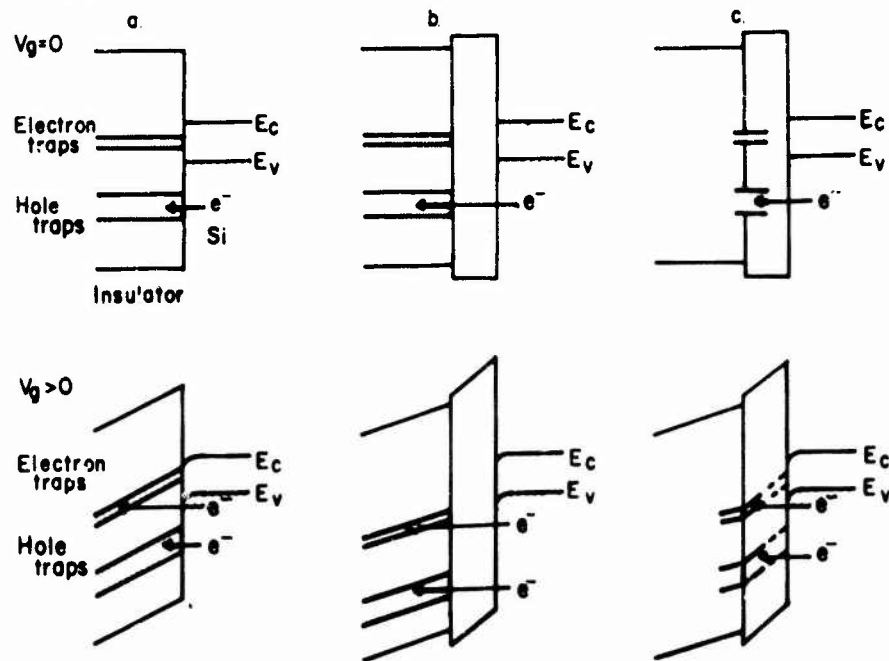 a. b. c.
Vg=0
Electron traps
Ec Ec Ec
Ev Ev Ev
Hole traps
e⁻ e⁻ e⁻
Si
Insulator
Vg>0
Electron traps
Ec Ec Ec
Ev Ev Ev
e⁻ e⁻ e⁻
Hole traps
e⁻ e⁻ e⁻